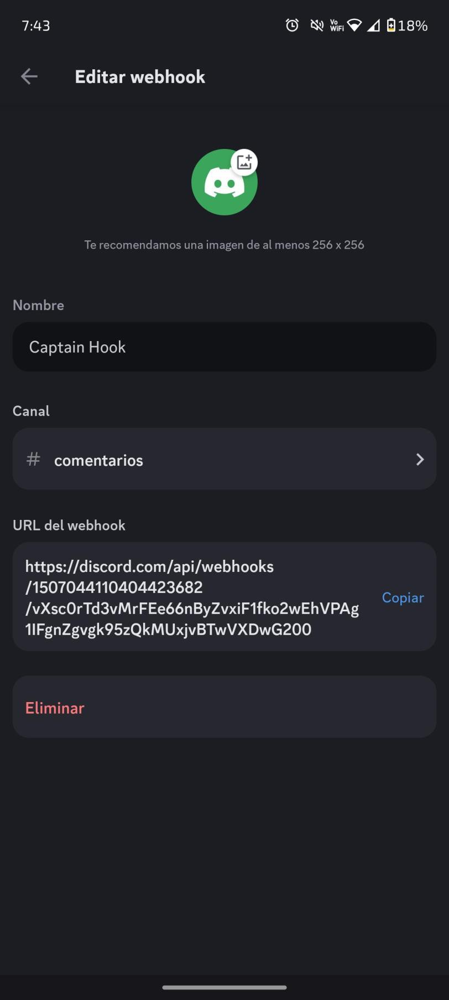 7:43
Vo
WiFi
18%
Editar webhook
Te recomendamos una imagen de al menos 256 x 256
Nombre
Captain Hook
Canal
# comentarios
URL del webhook
https://discord.com/api/webhooks
/1507044110404423682
/vXsc0rTd3vMrFEe66nByZvxiF1fko2wEhVPAg
1IFgnZgvgk95zQkMUxjvBTwVXDwG200
Copiar
Eliminar